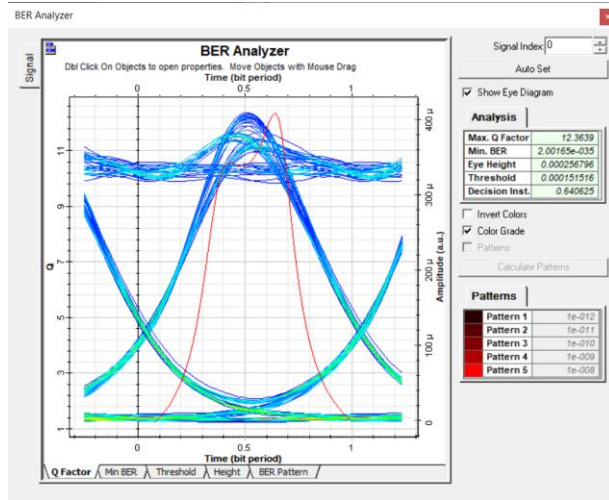 BER Analyzer
Signal
BER Analyzer
Dbl Click On Objects to open properties. Move Objects with Mouse Drag
Time (bit period)
0 0.5 1
Q
11
9
7
5
3
1
Amplitude (a.u.)
400 μ
300 μ
200 μ
100 μ
0
0 0.5 1
Time (bit period)
Q Factor Min BER Threshold Height BER Pattern
Signal Index: 0
Auto Set
Show Eye Diagram
Analysis
Max. Q Factor 12.3639
Min. BER 2.00165e-035
Eye Height 0.000256796
Threshold 0.000151516
Decision Inst. 0.640625
Invert Colors
Color Grade
Patterns
Calculate Patterns
Patterns
Pattern 1 1e-012
Pattern 2 1e-011
Pattern 3 1e-010
Pattern 4 1e-009
Pattern 5 1e-008